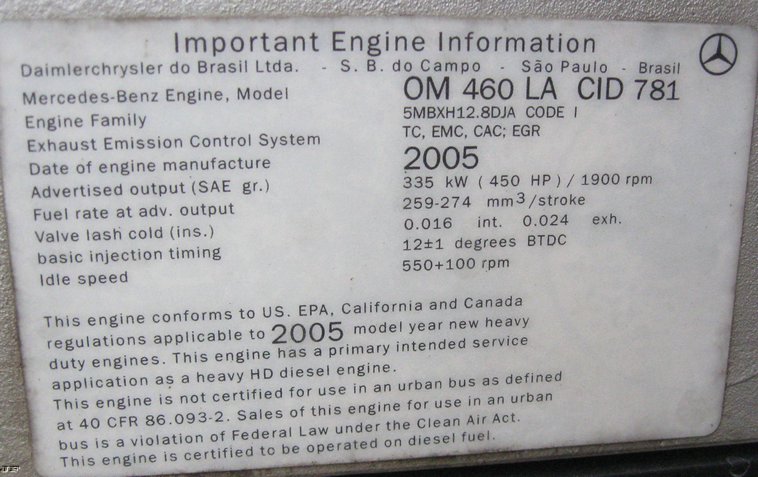 Important Engine Information
Daimlerchrysler do Brasil Ltda. - S. B. do Campo - São Paulo - Brasil
Mercedes-Benz Engine, Model OM 460 LA CID 781
Engine Family 5MBXH12.8DJA CODE I
Exhaust Emission Control System TC, EMC, CAC; EGR
Date of engine manufacture 2005
Advertised output (SAE gr.) 335 kW ( 450 HP ) / 1900 rpm
Fuel rate at adv. output 259-274 mm3/stroke
Valve lash cold (ins.) 0.016 int. 0.024 exh.
basic injection timing 12±1 degrees BTDC
Idle speed 550+100 rpm
This engine conforms to US. EPA, California and Canada
regulations applicable to 2005 model year new heavy
duty engines. This engine has a primary intended service
application as a heavy HD diesel engine.
This engine is not certified for use in an urban bus as defined
at 40 CFR 86.093-2. Sales of this engine for use in an urban
bus is a violation of Federal Law under the Clean Air Act.
This engine is certified to be operated on diesel fuel.